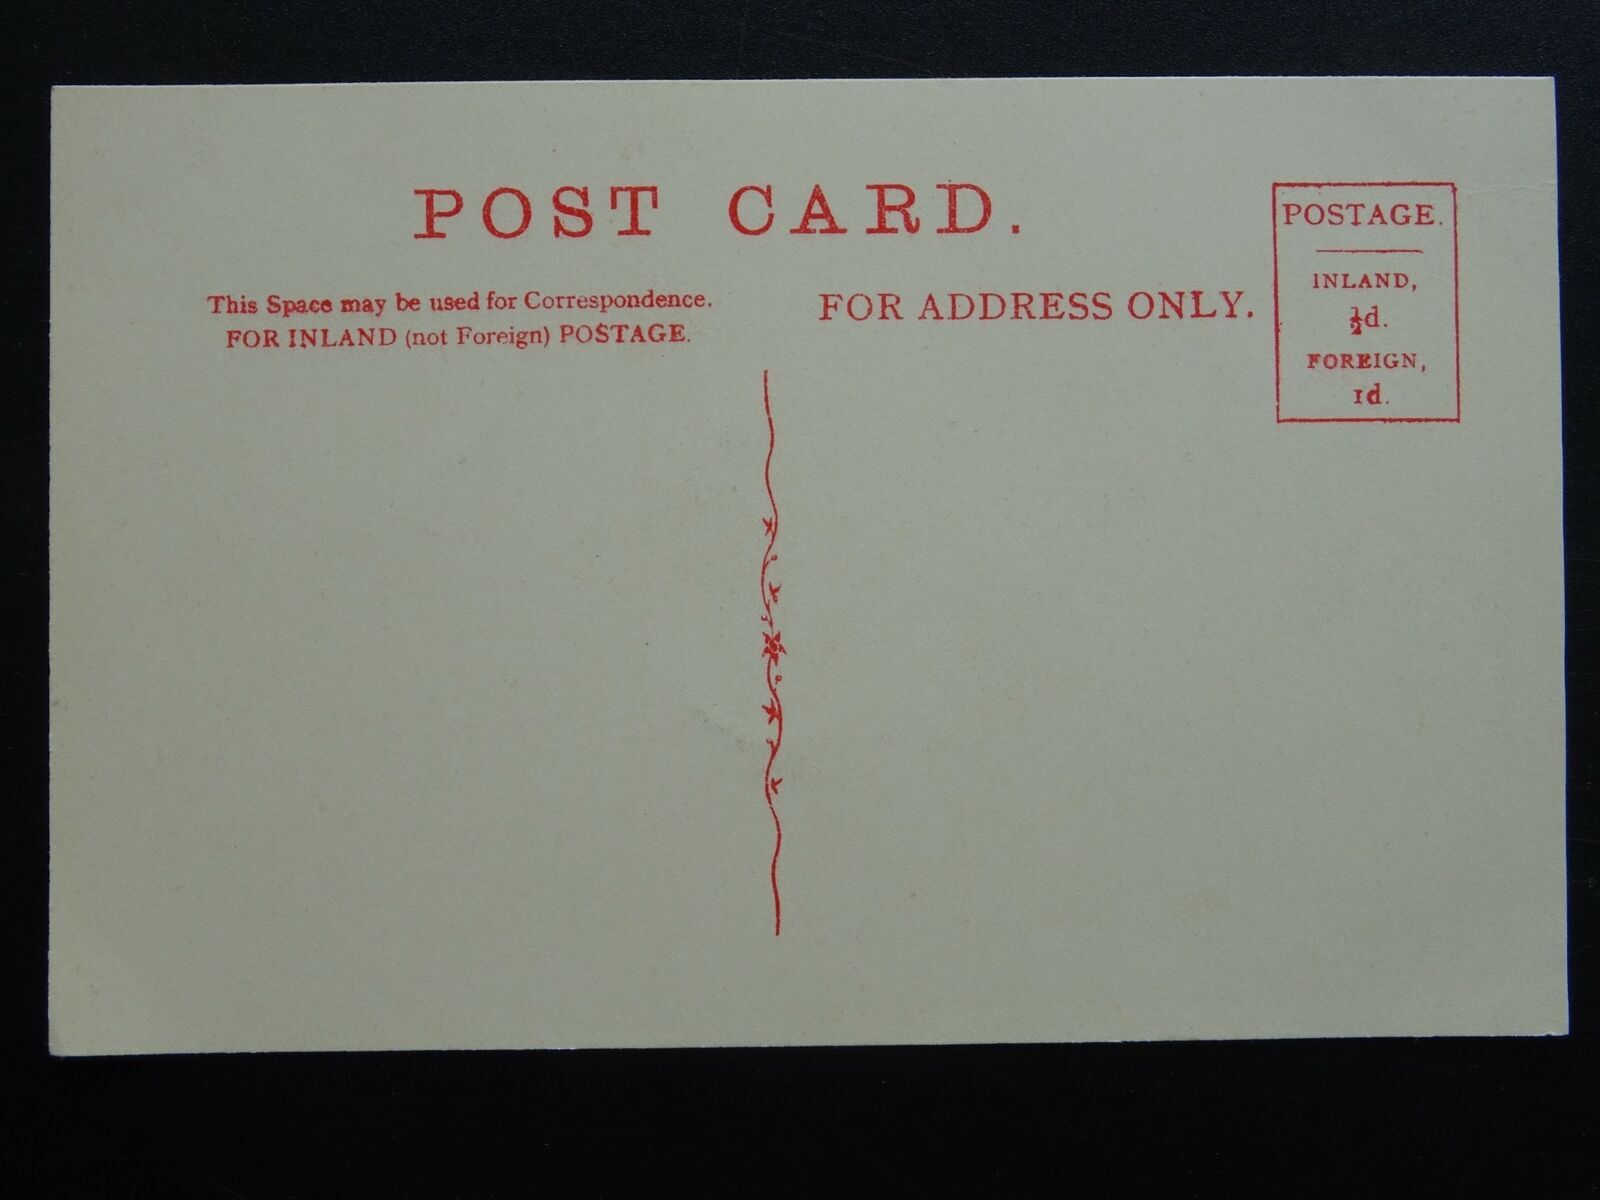 POST CARD.
This Space may be used for Correspondence.
FOR INLAND (not Foreign) POSTAGE.
FOR ADDRESS ONLY.
POSTAGE.
INLAND,
½d.
FOREIGN,
1d.